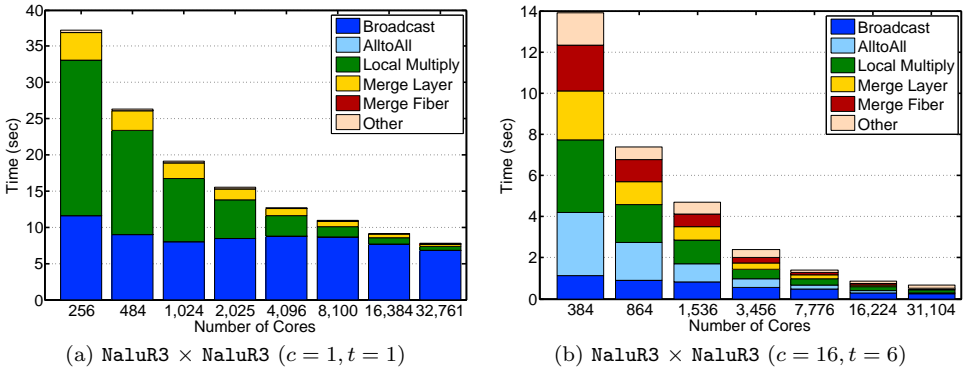 40
35
30
25
20
15
10
5
0
Time (sec)
Broadcast
AlltoAll
Local Multiply
Merge Layer
Merge Fiber
Other
256 484 1,024 2,025 4,096 8,100 16,384 32,761
Number of Cores
(a) NaluR3 × NaluR3 (c = 1, t = 1)
14
12
10
8
6
4
2
0
Time (sec)
Broadcast
AlltoAll
Local Multiply
Merge Layer
Merge Fiber
Other
384 864 1,536 3,456 7,776 16,224 31,104
Number of Cores
(b) NaluR3 × NaluR3 (c = 16, t = 6)